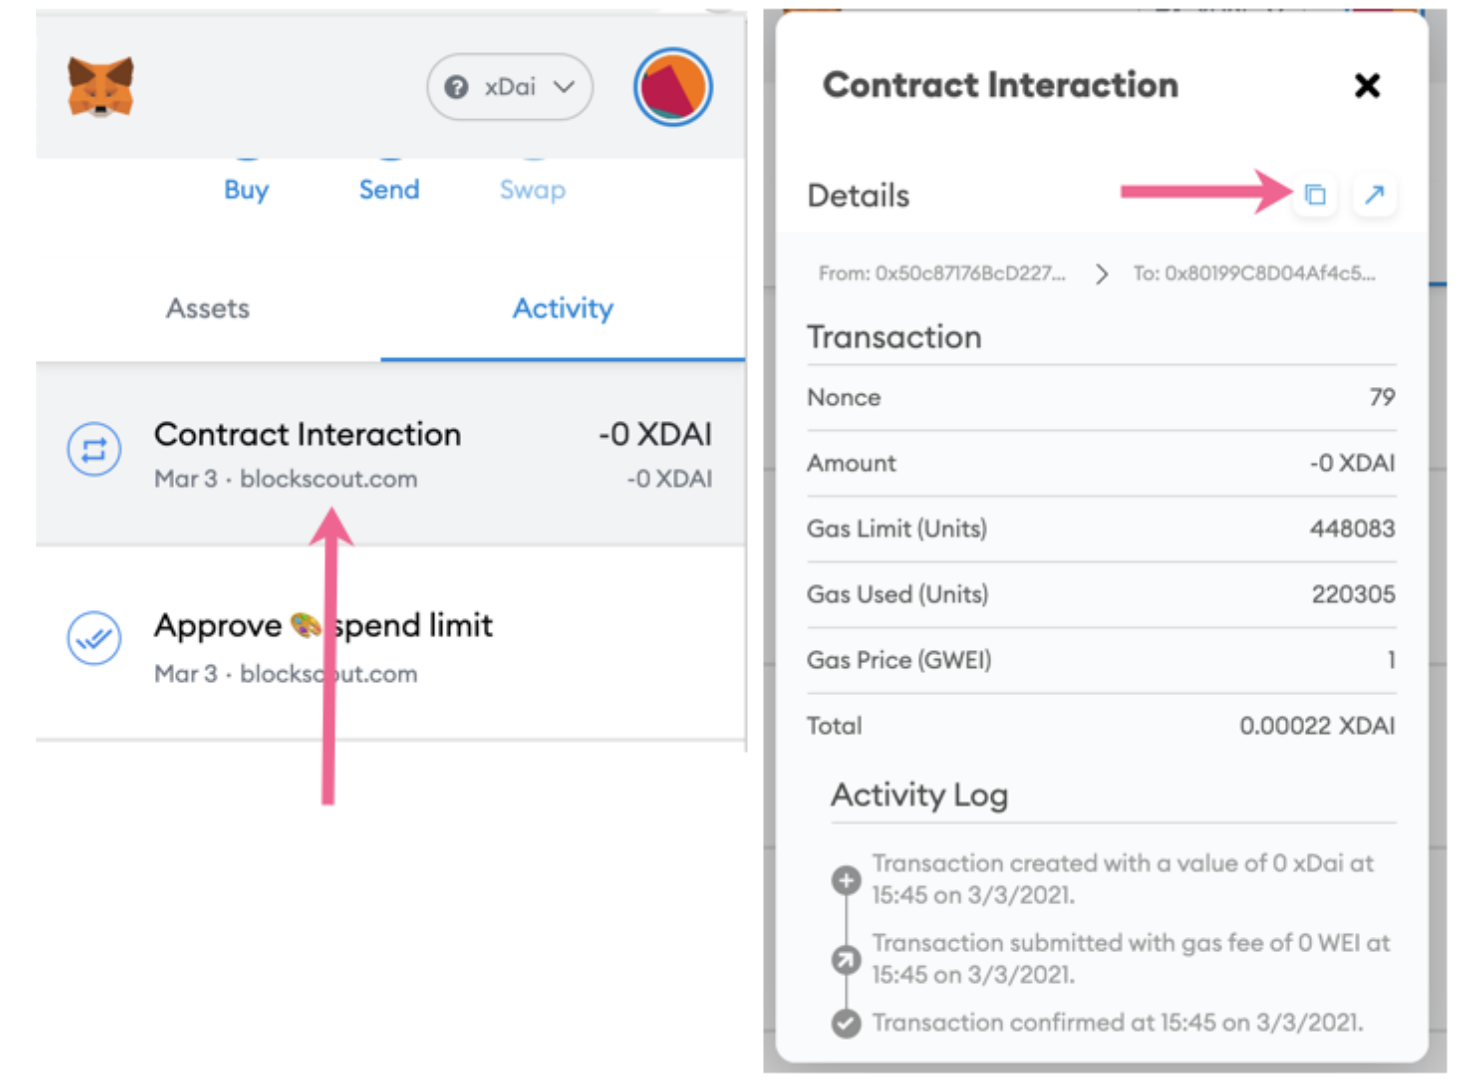 xDai
Buy Send Swap
Assets Activity
Contract Interaction -0 XDAI
Mar 3 · blockscout.com -0 XDAI
Approve 🎨 spend limit
Mar 3 · blockscout.com
Contract Interaction
Details
From: 0x50c87176BcD227... To: 0x80199C8D04Af4c5...
Transaction
Nonce 79
Amount -0 XDAI
Gas Limit (Units) 448083
Gas Used (Units) 220305
Gas Price (GWEI) 1
Total 0.00022 XDAI
Activity Log
Transaction created with a value of 0 xDai at
15:45 on 3/3/2021.
Transaction submitted with gas fee of 0 WEI at
15:45 on 3/3/2021.
Transaction confirmed at 15:45 on 3/3/2021.